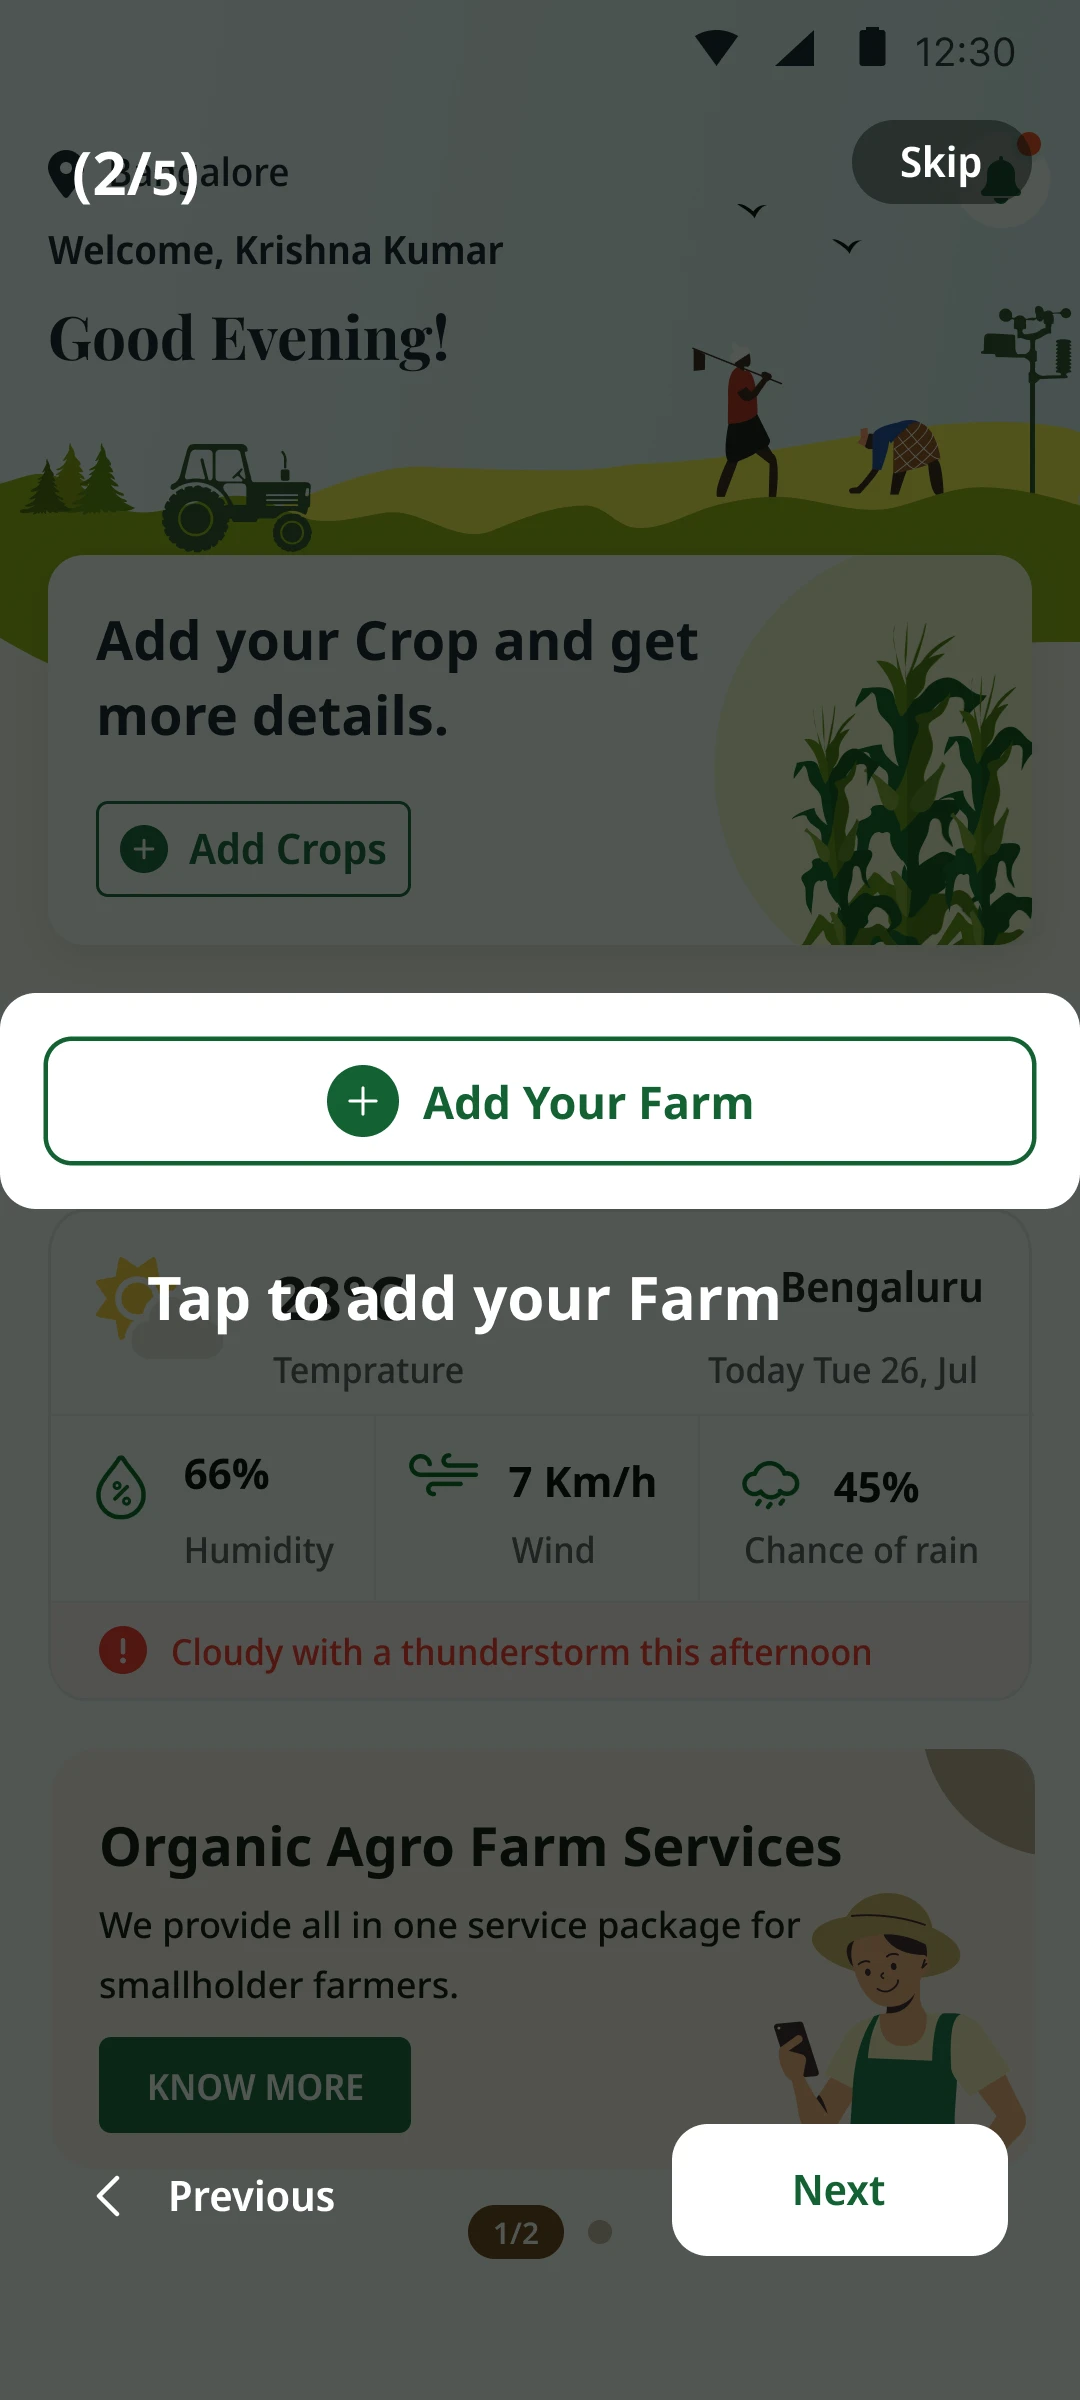 12:30
Bangalore
(2/5)
Skip
Welcome, Krishna Kumar
Good Evening!
Add your Crop and get
more details.
Add Crops
Add Your Farm
28°C
Tap to add your Farm
Bengaluru
Temprature
Today Tue 26, Jul
66%
7 Km/h
45%
Humidity
Wind
Chance of rain
Cloudy with a thunderstorm this afternoon
Organic Agro Farm Services
We provide all in one service package for
smallholder farmers.
KNOW MORE
Previous
1/2
Next